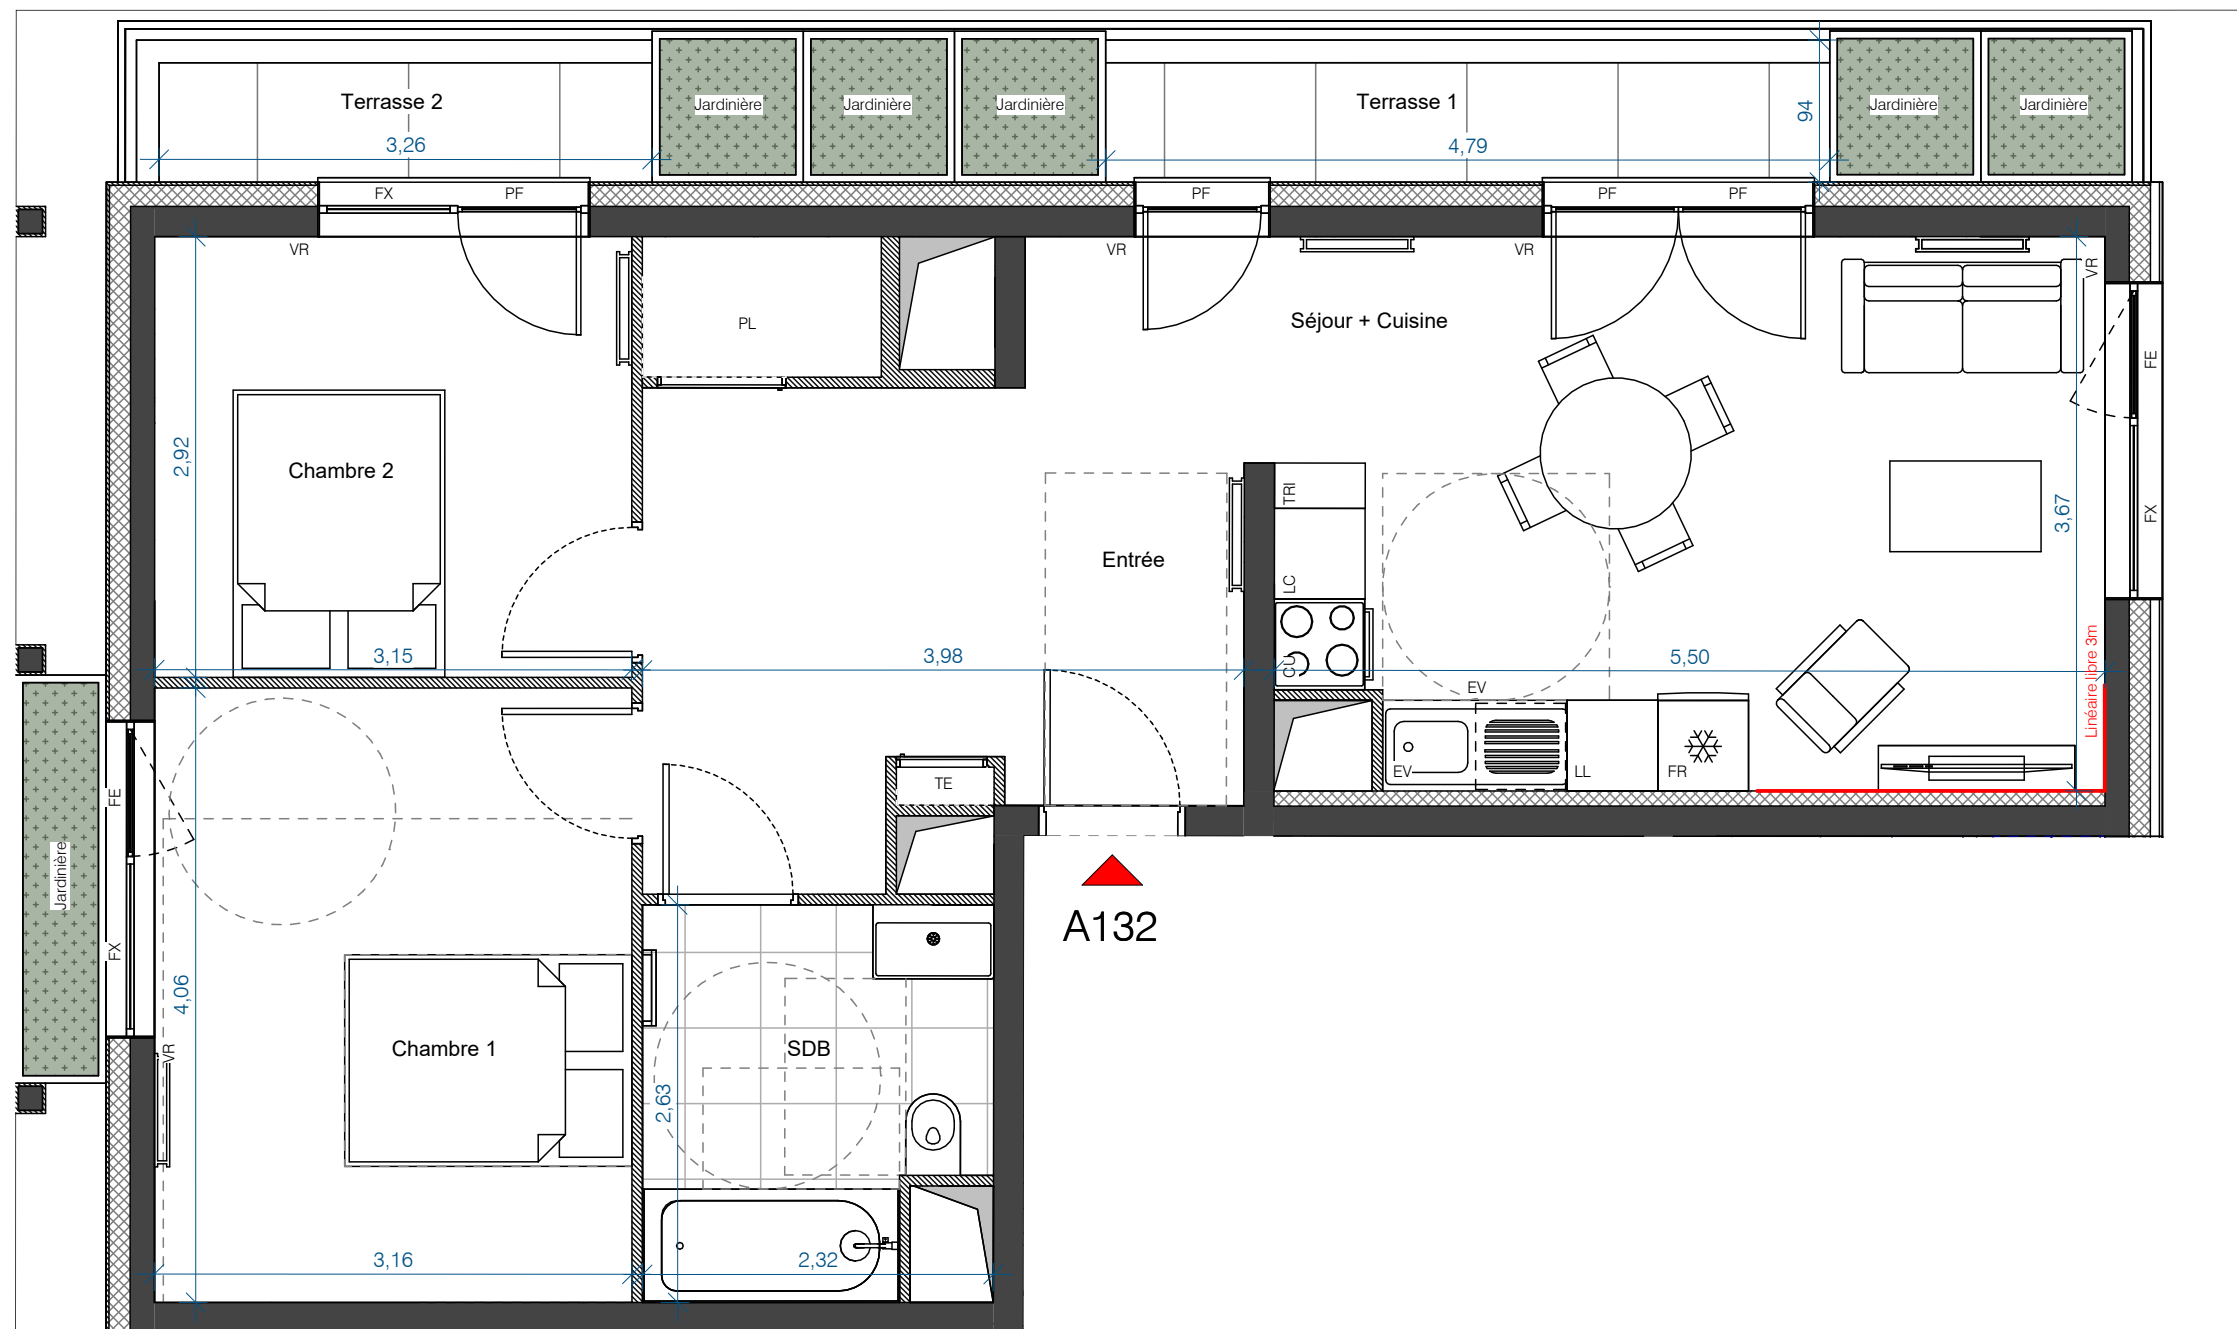 Terrasse 2
Jardinière
Jardinière
Jardinière
Terrasse 1
94
Jardinière
Jardinière
3,26
4,79
FX
PF
PF
PF
PF
VR
VR
VR
VR
PL
Séjour + Cuisine
FE
2,92
Chambre 2
TRI
3,67
FX
Entrée
LC
3,15
3,98
CU
5,50
Linéaire libre 3m
EV
EV
LL
FR
TE
FE
Jardinière
FX
A132
4,06
VR
Chambre 1
SDB
2,63
3,16
2,32